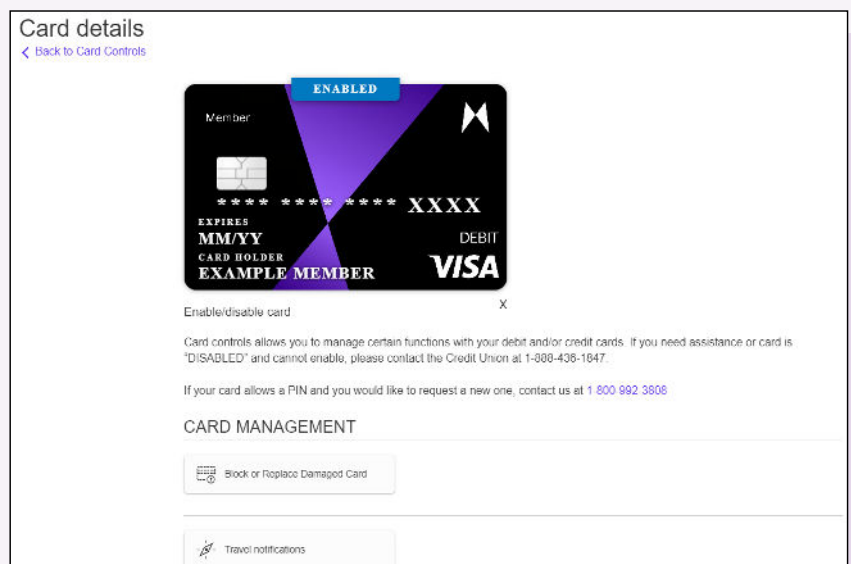 Card details
Back to Card Controls
ENABLED
Member
**** **** **** XXXX
EXPIRES
MM/YY
DEBIT
CARD HOLDER
EXAMPLE MEMBER
VISA
Enable/disable card
X
Card controls allows you to manage certain functions with your debit and/or credit cards. If you need assistance or card is
"DISABLED" and cannot enable, please contact the Credit Union at 1-888-436-1847.
If your card allows a PIN and you would like to request a new one, contact us at 1-800-992-3808
CARD MANAGEMENT
Block or Replace Damaged Card
Travel notifications